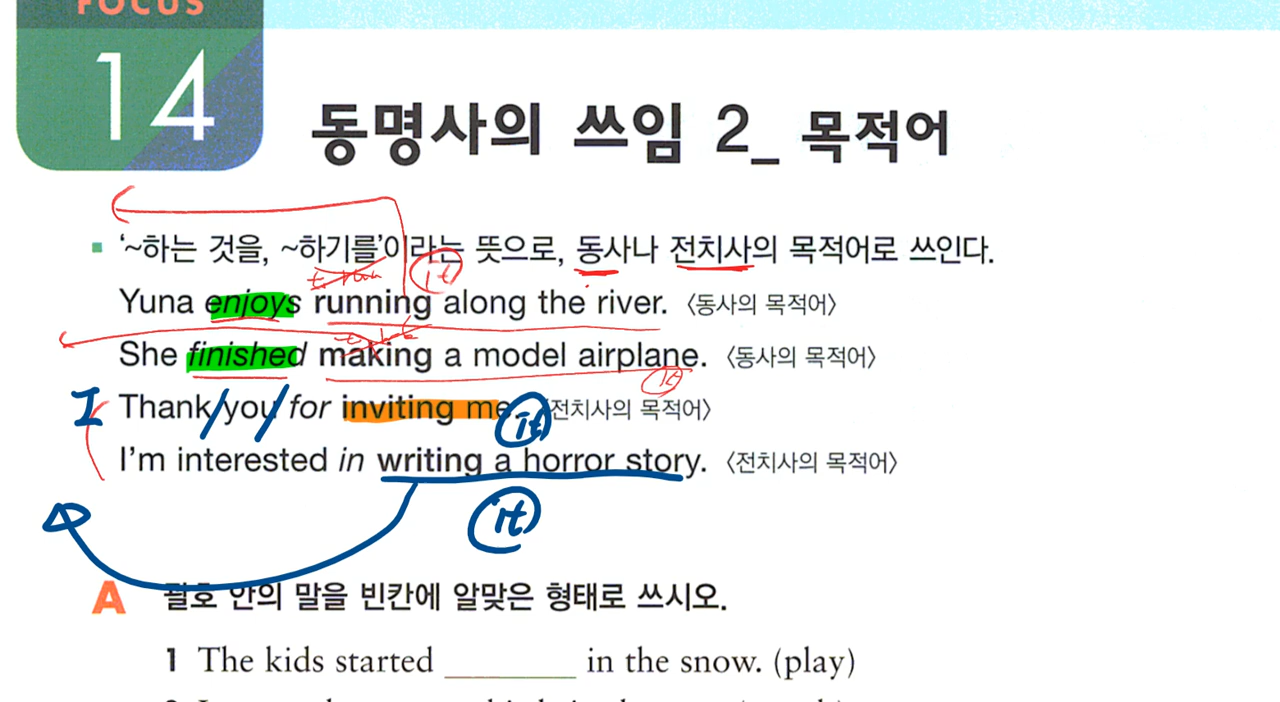 FOCUS
14
동명사의 쓰임 2_ 목적어
▪ '~하는 것을, ~하기를'이라는 뜻으로, 동사나 전치사의 목적어로 쓰인다.
it
Yuna enjoys running along the river. 〈동사의 목적어〉
She finished making a model airplane. 〈동사의 목적어〉
it
I Thank you for inviting me. 〈전치사의 목적어〉
it
I'm interested in writing a horror story. 〈전치사의 목적어〉
it
A 괄호 안의 말을 빈칸에 알맞은 형태로 쓰시오.
1 The kids started ________ in the snow. (play)